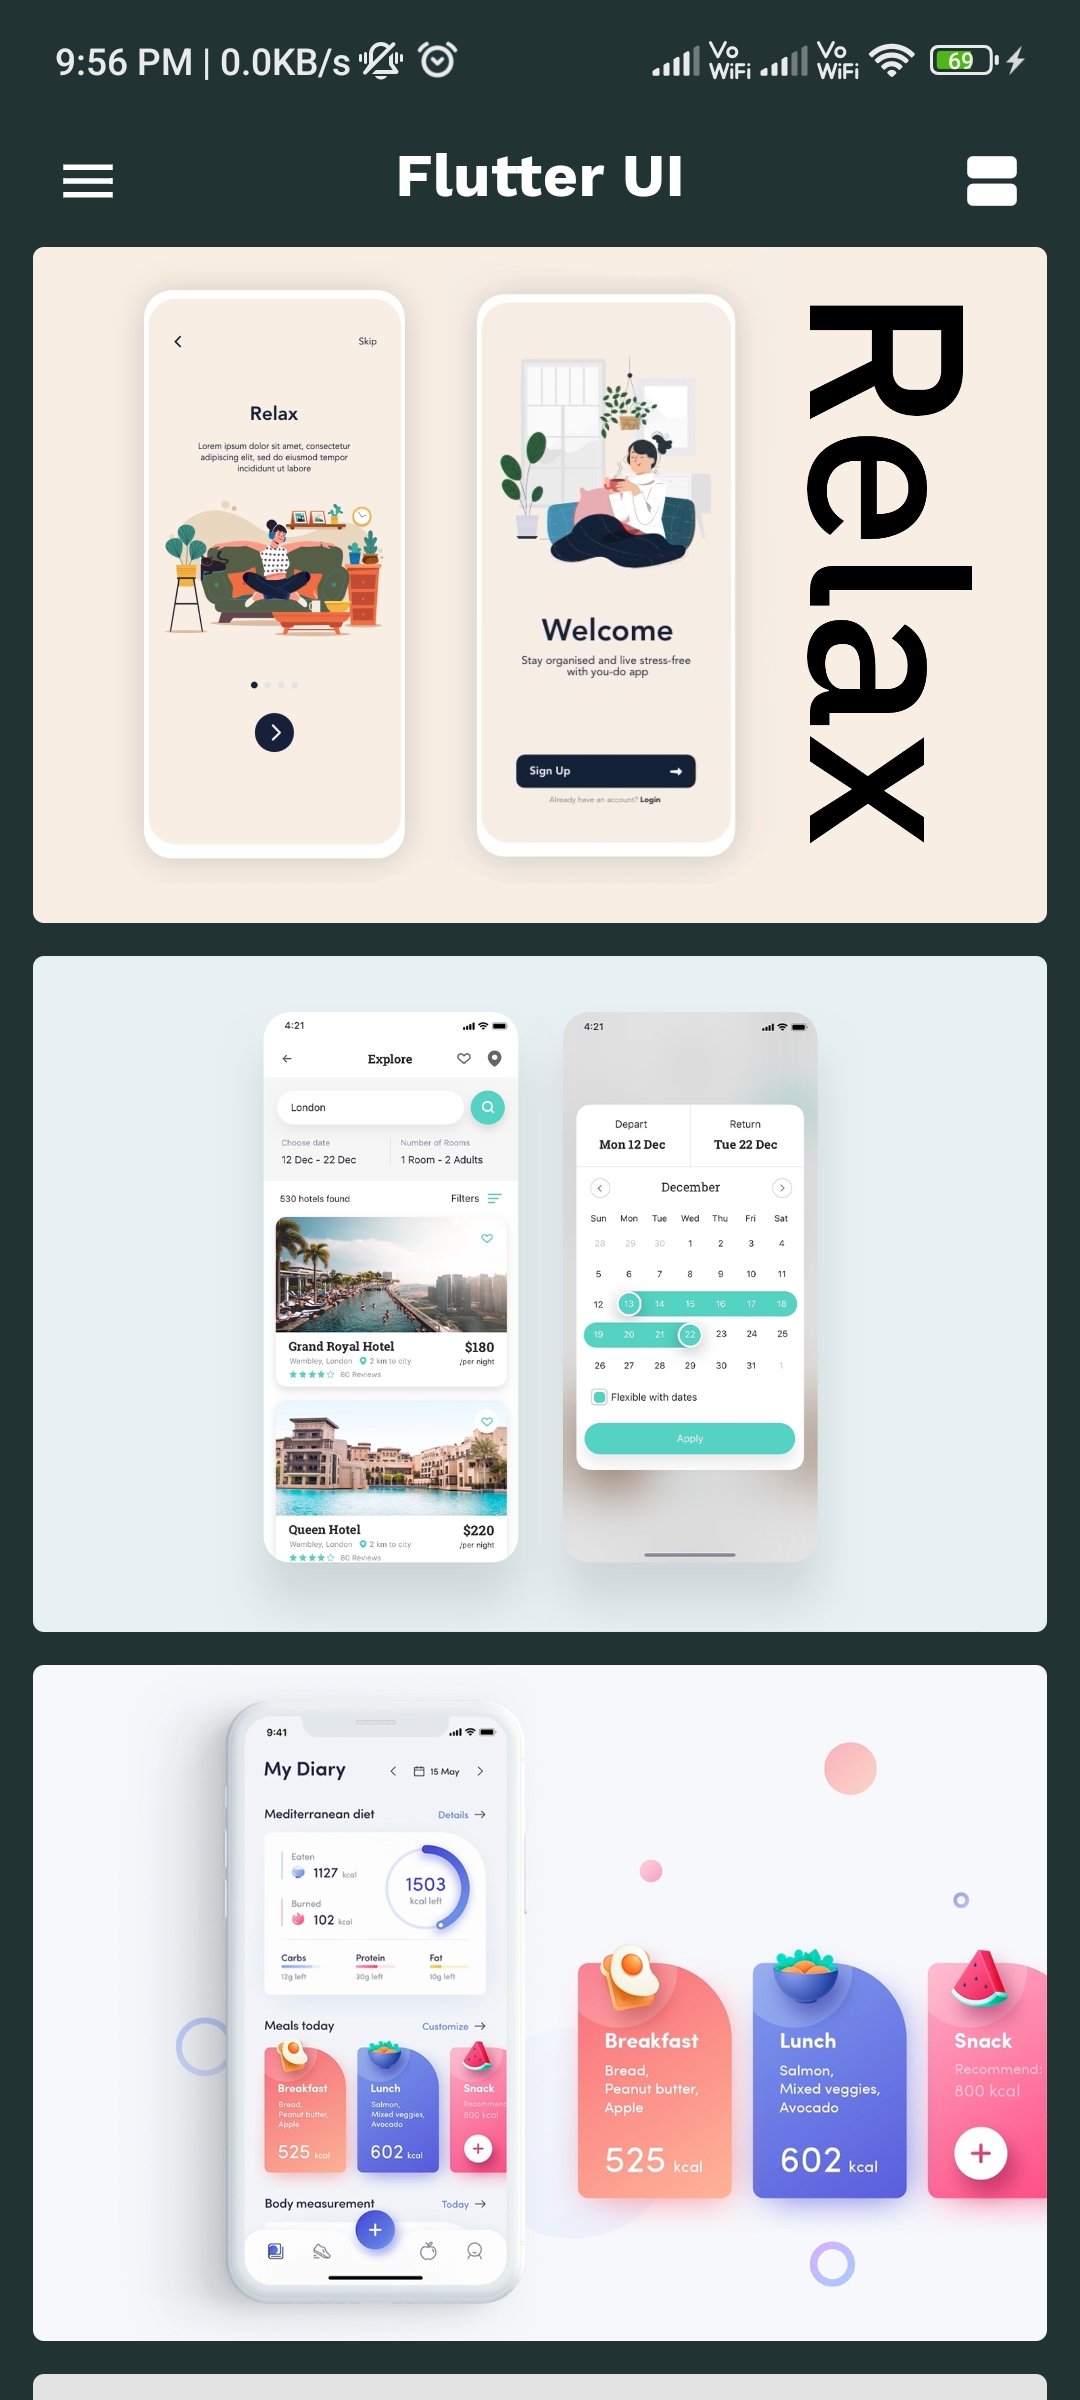 9:56 PM | 0.0KB/s
Vo WiFi
Vo WiFi
69
Flutter UI
Skip
Relax
Lorem ipsum dolor sit amet, consectetur
adipiscing elit, sed do eiusmod tempor
incididunt ut labore
Welcome
Stay organised and live stress-free
with you-do app
Sign Up
Already have an account? Login
Relax
4:21
Explore
London
Choose date
12 Dec - 22 Dec
Number of Rooms
1 Room - 2 Adults
530 hotels found
Filters
Grand Royal Hotel
$180
Wembley, London
2 km to city
/per night
80 Reviews
Queen Hotel
$220
Wembley, London
2 km to city
/per night
80 Reviews
4:21
Depart
Mon 12 Dec
Return
Tue 22 Dec
December
Sun Mon Tue Wed Thu Fri Sat
28 29 30 1 2 3 4
5 6 7 8 9 10 11
12 13 14 15 16 17 18
19 20 21 22 23 24 25
26 27 28 29 30 31 1
Flexible with dates
Apply
9:41
My Diary
15 May
Mediterranean diet
Details
Eaten
1127 kcal
Burned
102 kcal
1503
kcal left
Carbs
12g left
Protein
30g left
Fat
10g left
Meals today
Customize
Breakfast
Bread,
Peanut butter,
Apple
525 kcal
Lunch
Salmon,
Mixed veggies,
Avocado
602 kcal
Snack
Recommend
800 kcal
Body measurement
Today
Breakfast
Bread,
Peanut butter,
Apple
525 kcal
Lunch
Salmon,
Mixed veggies,
Avocado
602 kcal
Snack
Recommend:
800 kcal